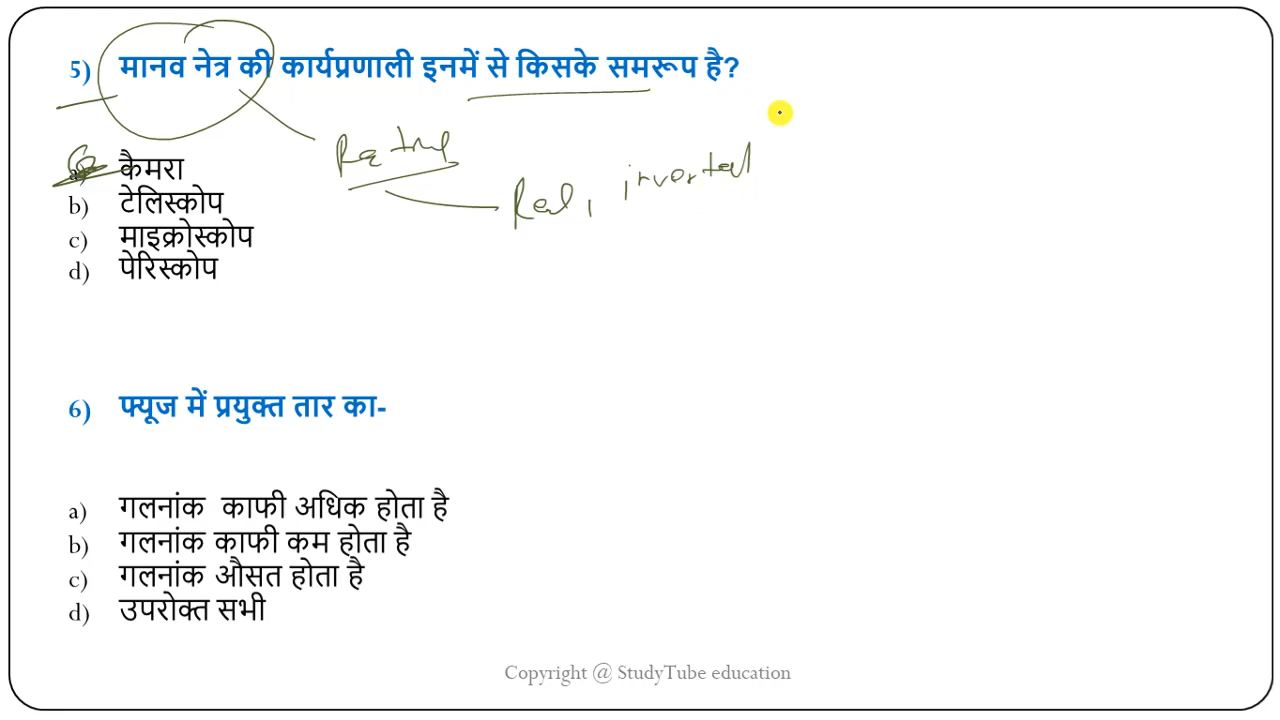 5) मानव नेत्र की कार्यप्रणाली इनमें से किसके समरूप है?
a) कैमरा
b) टेलिस्कोप
c) माइक्रोस्कोप
d) पेरिस्कोप
Real, inverted
6) फ्यूज में प्रयुक्त तार का-
a) गलनांक काफी अधिक होता है
b) गलनांक काफी कम होता है
c) गलनांक औसत होता है
d) उपरोक्त सभी
Copyright @ StudyTube education